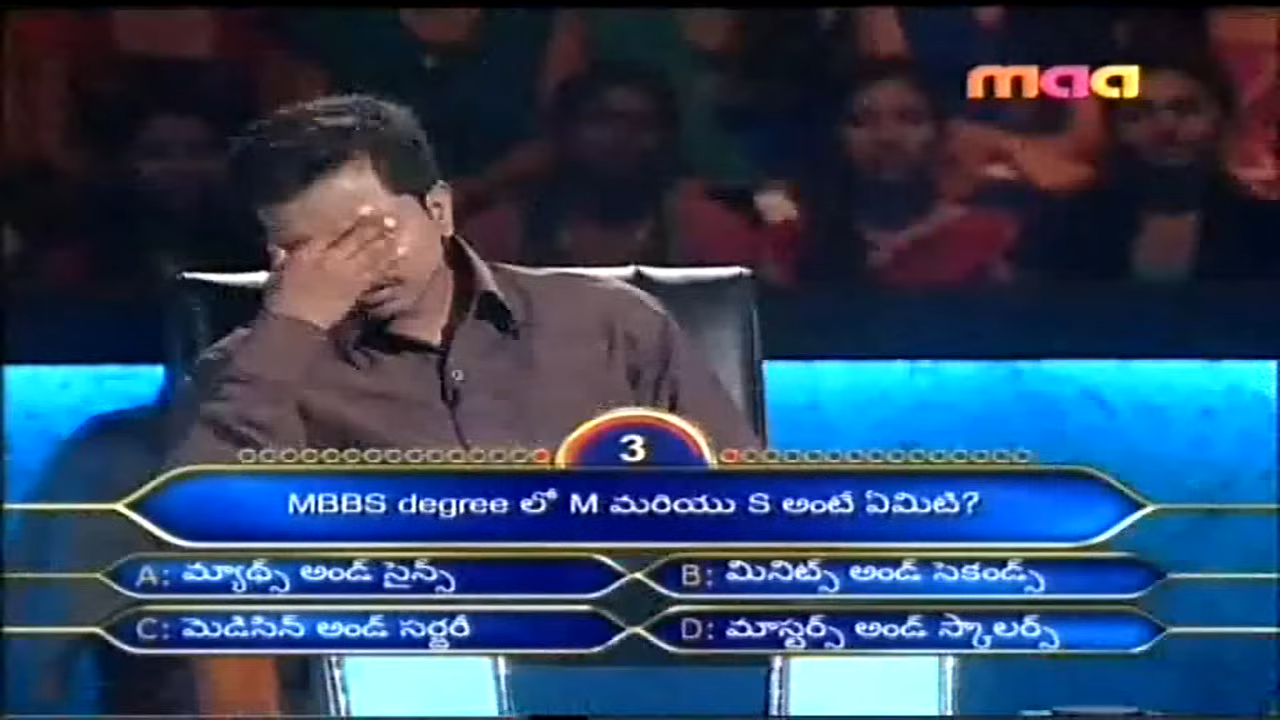 maa
3
MBBS degree లో M మరియు S అంటే ఏమిటి?
A: మ్యాథ్స్ అండ్ సైన్స్
B: మినిట్స్ అండ్ సెకండ్స్
C: మెడిసిన్ అండ్ సర్జరీ
D: మాస్టర్స్ అండ్ స్కాలర్స్